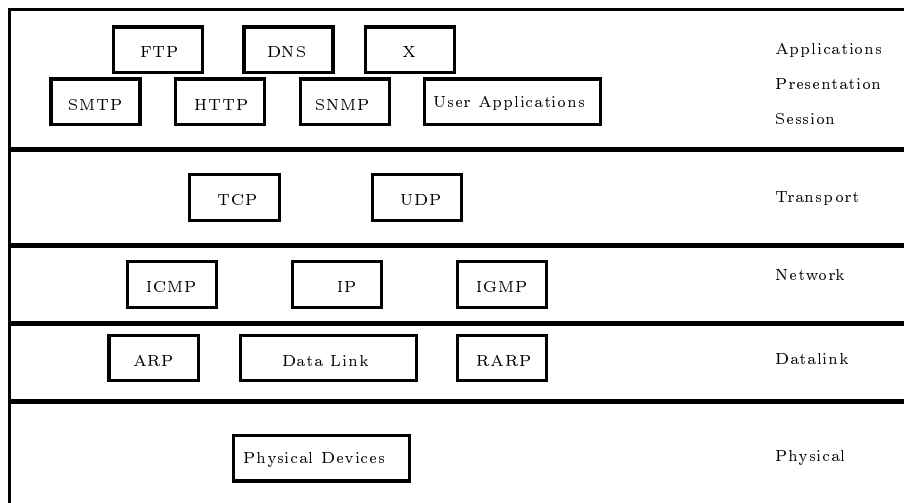 FTP DNS X Applications
Presentation
SMTP HTTP SNMP User Applications
Session
TCP UDP Transport
ICMP IP IGMP Network
ARP Data Link RARP Datalink
Physical Devices Physical